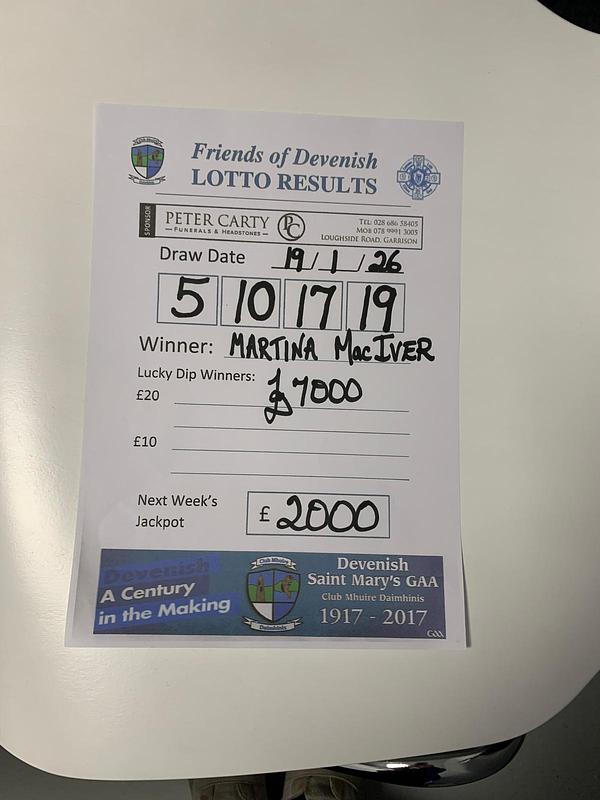 Friends of Devenish
LOTTO RESULTS
SPONSOR
PETER CARTY
FUNERALS & HEADSTONES
PC
TEL: 028 686 58405
MOB 078 9991 3005
LOUGHSIDE ROAD, GARRISON
Draw Date 19/1/26
5 10 17 19
Winner: MARTINA MacIVER
Lucky Dip Winners: £7000
£20
£10
Next Week's
Jackpot
£ 2000
Devenish
A Century
in the Making
Club Mhuire
Daimhinis
Devenish
Saint Mary's GAA
Club Mhuire Daimhinis
1917 - 2017
GAA